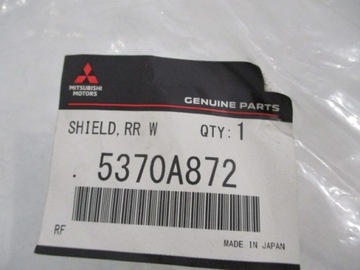 MITSUBISHI
MOTORS
GENUINE PARTS
SHIELD, RR W QTY: 1
5370A872
RF
MADE IN JAPAN